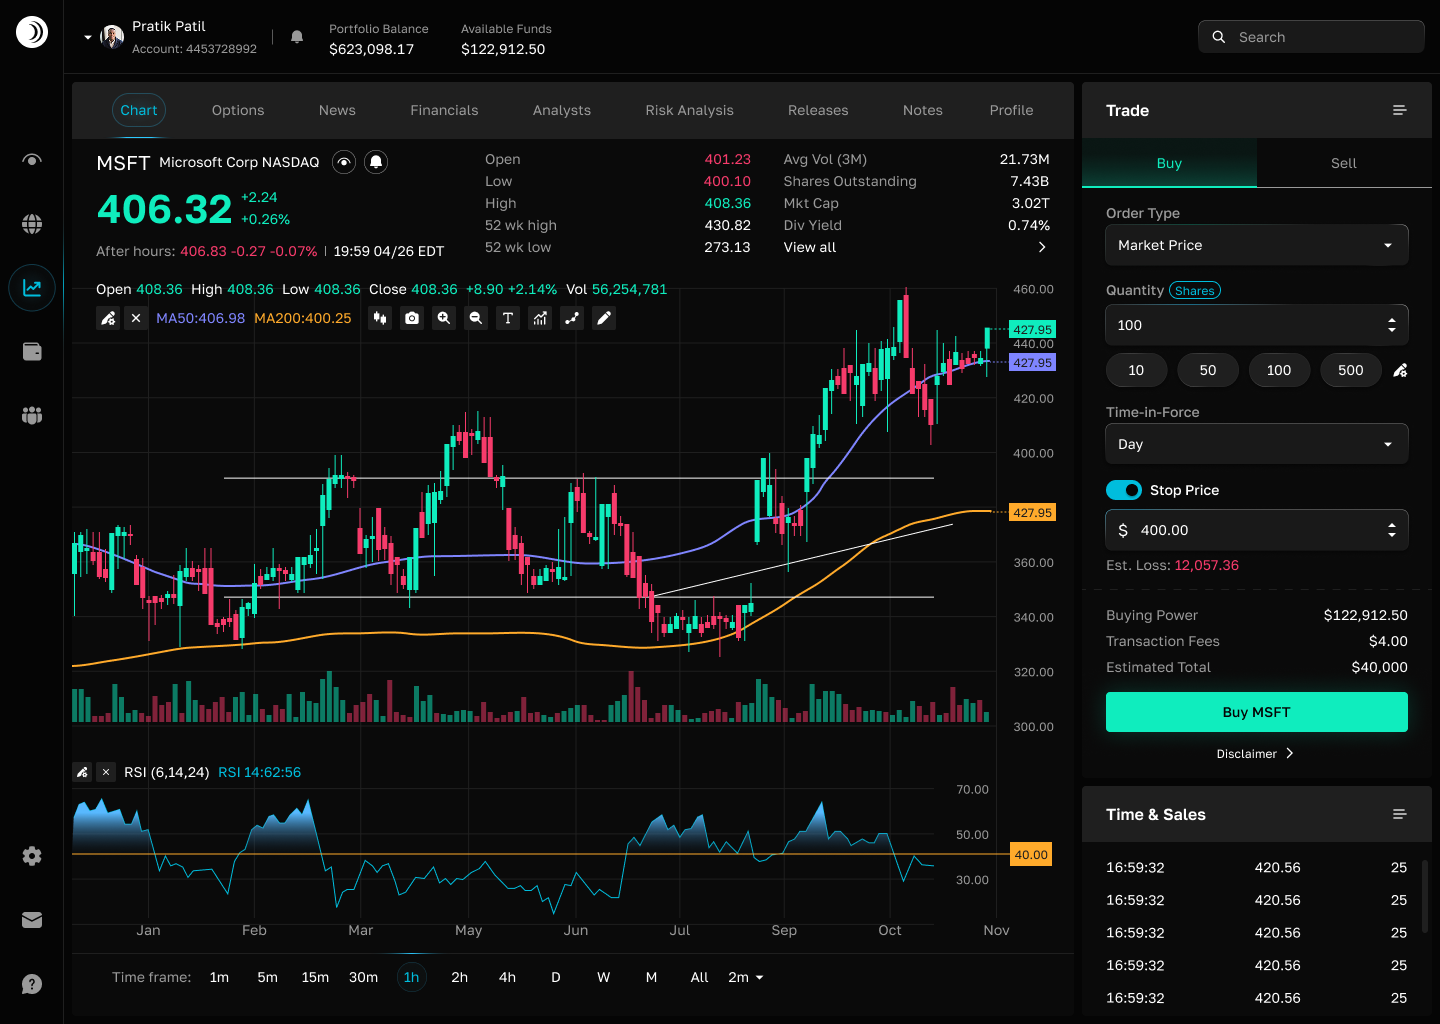 Pratik Patil
Account: 4453728992
Portfolio Balance
$623,098.17
Available Funds
$122,912.50
Search
Chart Options News Financials Analysts Risk Analysis Releases Notes Profile
MSFT Microsoft Corp NASDAQ
406.32
+2.24
+0.26%
After hours: 406.83 -0.27 -0.07% | 19:59 04/26 EDT
Open 401.23
Low 400.10
High 408.36
52 wk high 430.82
52 wk low 273.13
Avg Vol (3M) 21.73M
Shares Outstanding 7.43B
Mkt Cap 3.02T
Div Yield 0.74%
View all
Open 408.36 High 408.36 Low 408.36 Close 408.36 +8.90 +2.14% Vol 56,254,781
MA50:406.98 MA200:400.25
T
460.00
427.95
440.00
427.95
420.00
400.00
427.95
360.00
340.00
320.00
300.00
RSI (6,14,24) RSI 14:62:56
70.00
50.00
40.00
30.00
Jan Feb Mar May Jun Jul Sep Oct Nov
Time frame: 1m 5m 15m 30m 1h 2h 4h D W M All 2m
Trade
Buy Sell
Order Type
Market Price
Quantity Shares
100
10 50 100 500
Time-in-Force
Day
Stop Price
$ 400.00
Est. Loss: 12,057.36
Buying Power $122,912.50
Transaction Fees $4.00
Estimated Total $40,000
Buy MSFT
Disclaimer
Time & Sales
16:59:32 420.56 25
16:59:32 420.56 25
16:59:32 420.56 25
16:59:32 420.56 25
16:59:32 420.56 25